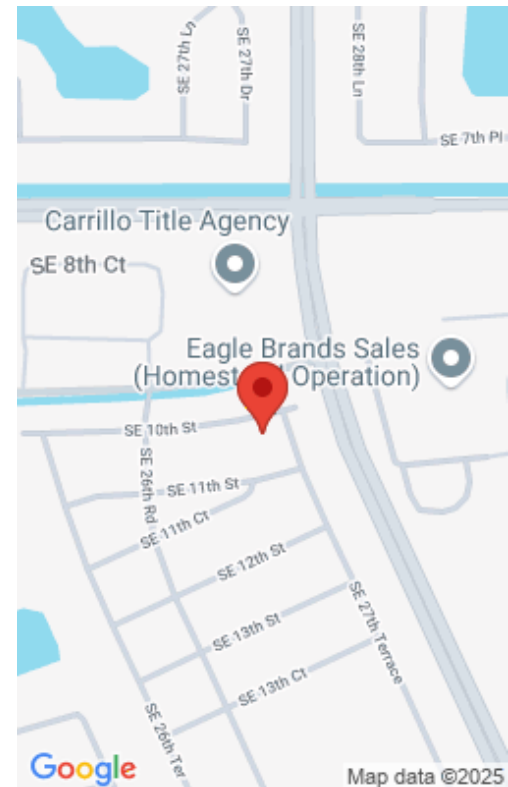 SE 27th Ln
SE 27th Dr
SE 28th Ln
SE 7th Pl
Carrillo Title Agency
SE 8th Ct
Eagle Brands Sales
(Homest Operation)
SE 10th St
SE 26th Rd
SE 11th St
SE 11th Ct
SE 12th St
SE 13th St
SE 27th Terrace
SE 13th Ct
SE 26th Ter
Google
Map data ©2025